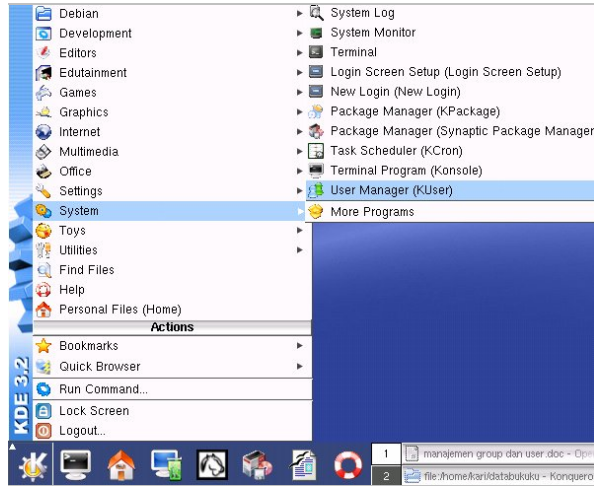 Debian
Development
Editors
Edutainment
Games
Graphics
Internet
Multimedia
Office
Settings
System
Toys
Utilities
Find Files
Help
Personal Files (Home)
Actions
Bookmarks
Quick Browser
Run Command...
Lock Screen
Logout...
KDE 3.2
System Log
System Monitor
Terminal
Login Screen Setup (Login Screen Setup)
New Login (New Login)
Package Manager (KPackage)
Package Manager (Synaptic Package Manager
Task Scheduler (KCron)
Terminal Program (Konsole)
User Manager (KUser)
More Programs
1
manajemen group dan user.doc - Ope
2
file:/home/kari/databukuku - Konquero